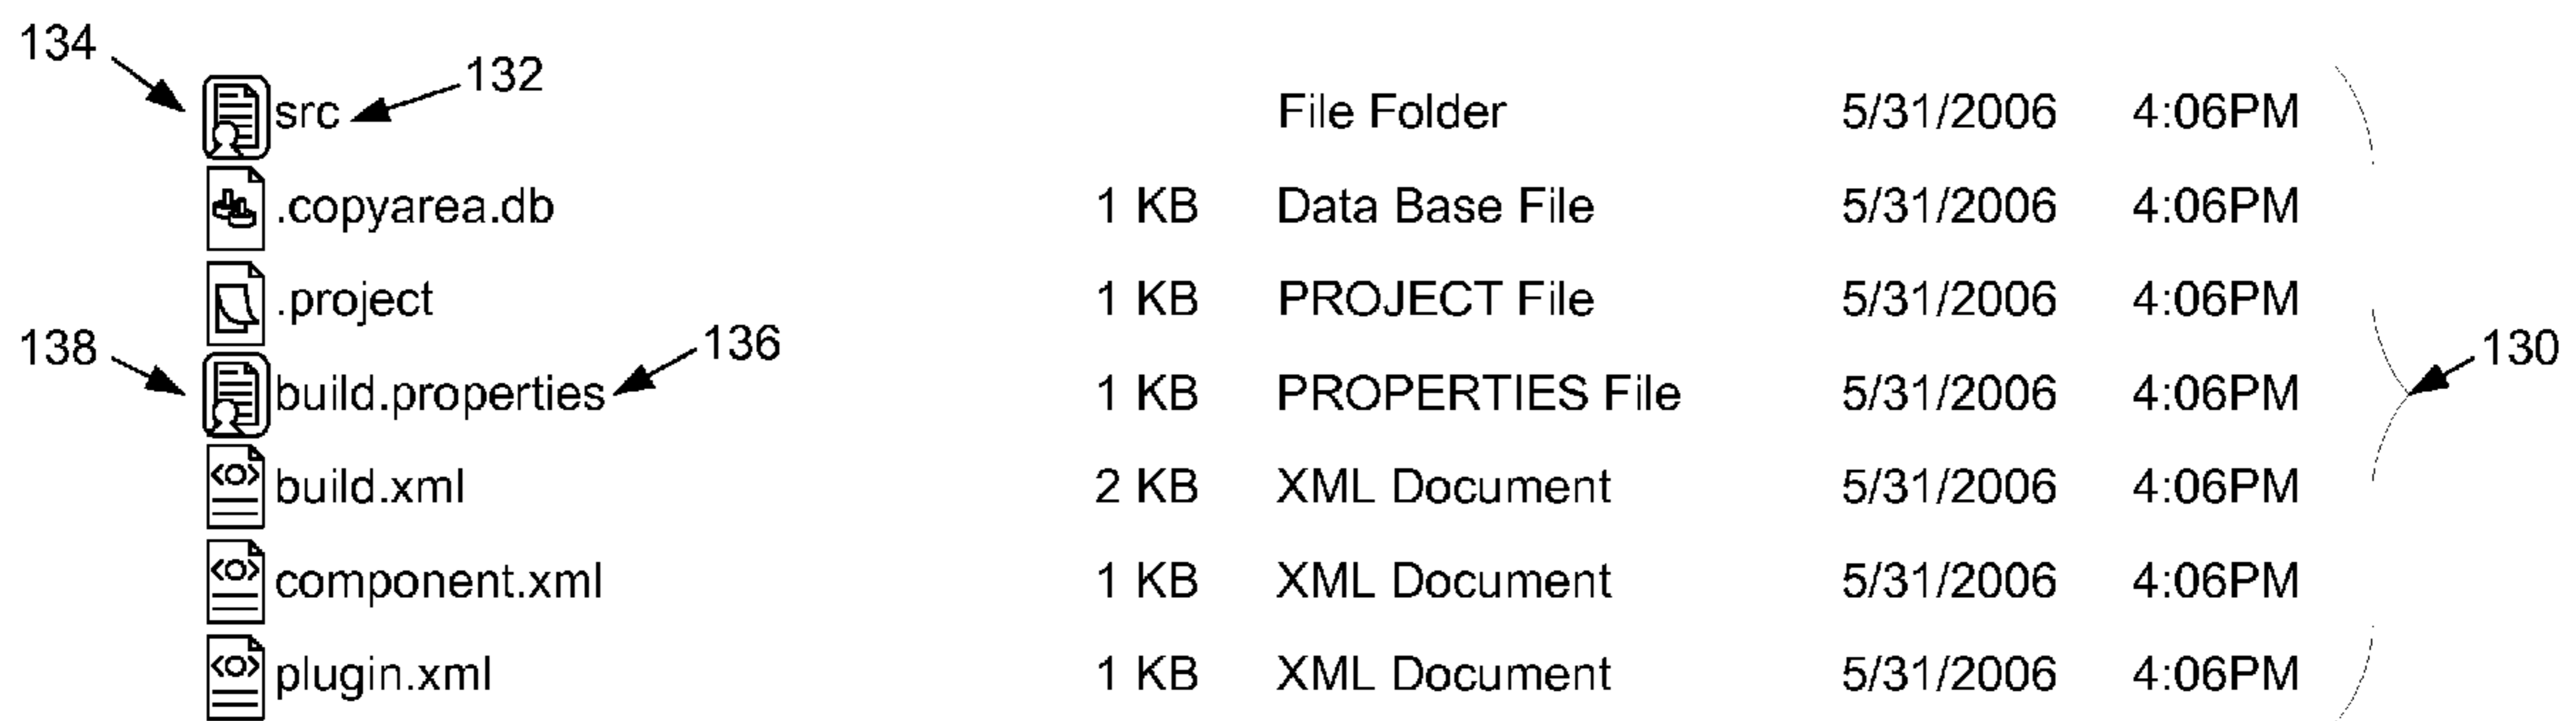 134
132
src File Folder 5/31/2006 4:06PM
.copyarea.db 1 KB Data Base File 5/31/2006 4:06PM
.project 1 KB PROJECT File 5/31/2006 4:06PM
138 136 130
build.properties 1 KB PROPERTIES File 5/31/2006 4:06PM
build.xml 2 KB XML Document 5/31/2006 4:06PM
component.xml 1 KB XML Document 5/31/2006 4:06PM
plugin.xml 1 KB XML Document 5/31/2006 4:06PM